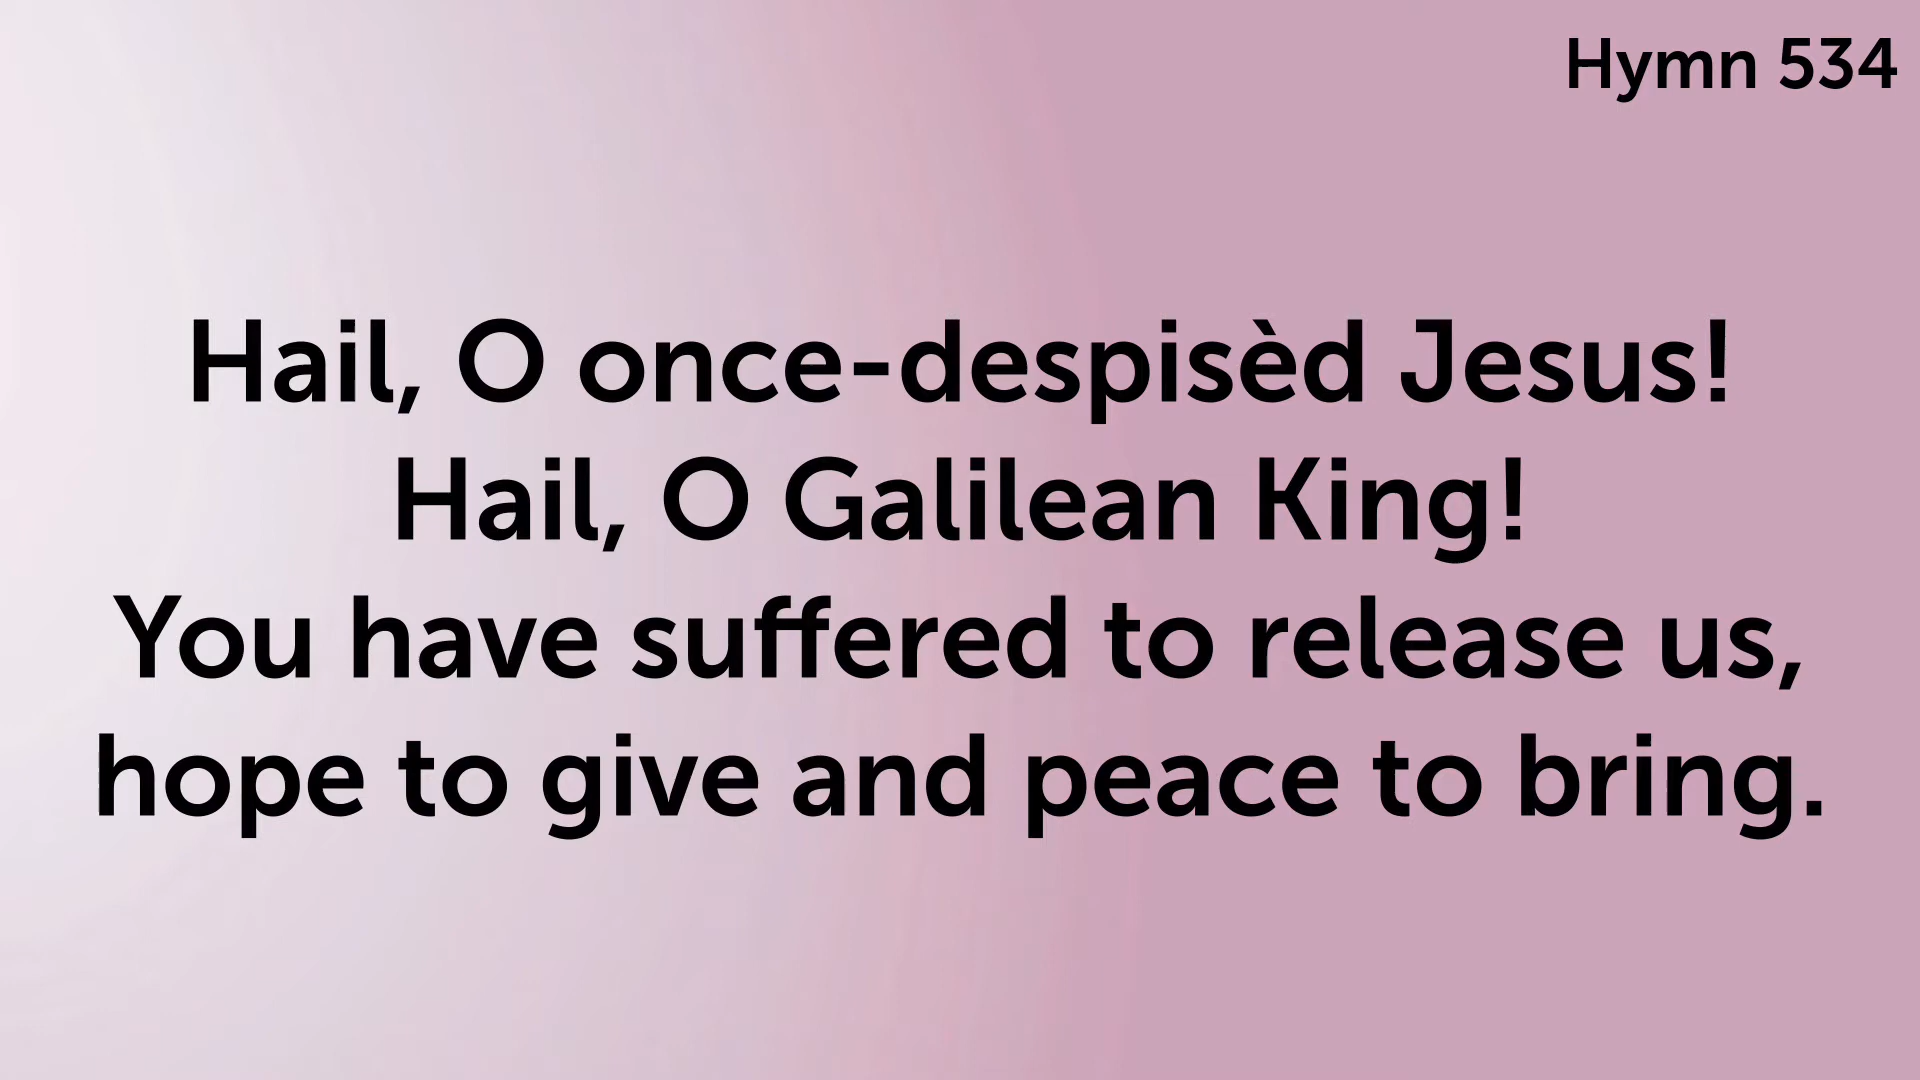 Hymn 534
Hail, O once-despisèd Jesus!
Hail, O Galilean King!
You have suffered to release us,
hope to give and peace to bring.